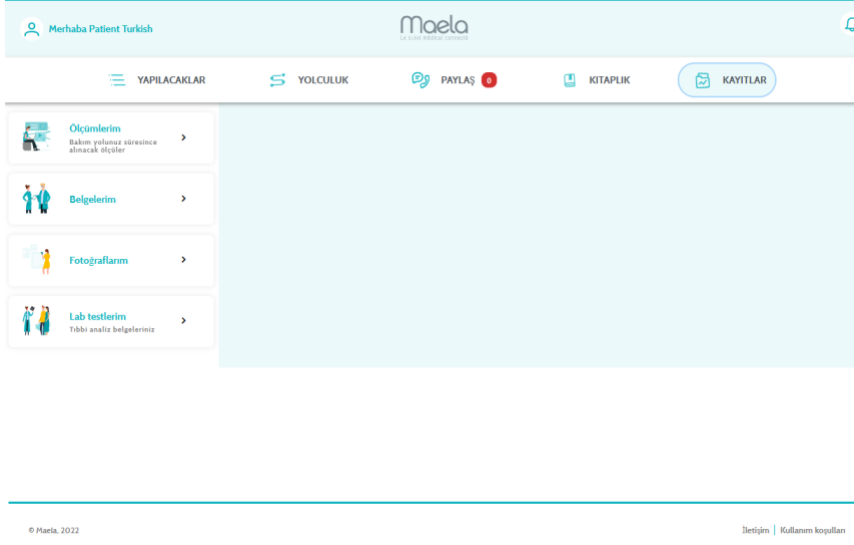 Merhaba Patient Turkish
Maela
YAPILACAKLAR
YOLCULUK
PAYLAŞ 0
KITAPLIK
KAYITLAR
Ölçümlerim
Bakım yolunuz süresince
alınacak ölçüler
Belgelerim
Fotoğraflarım
Lab testlerim
Tıbbi analiz belgeleriniz
© Maela, 2022
İletişim | Kullanım koşulları